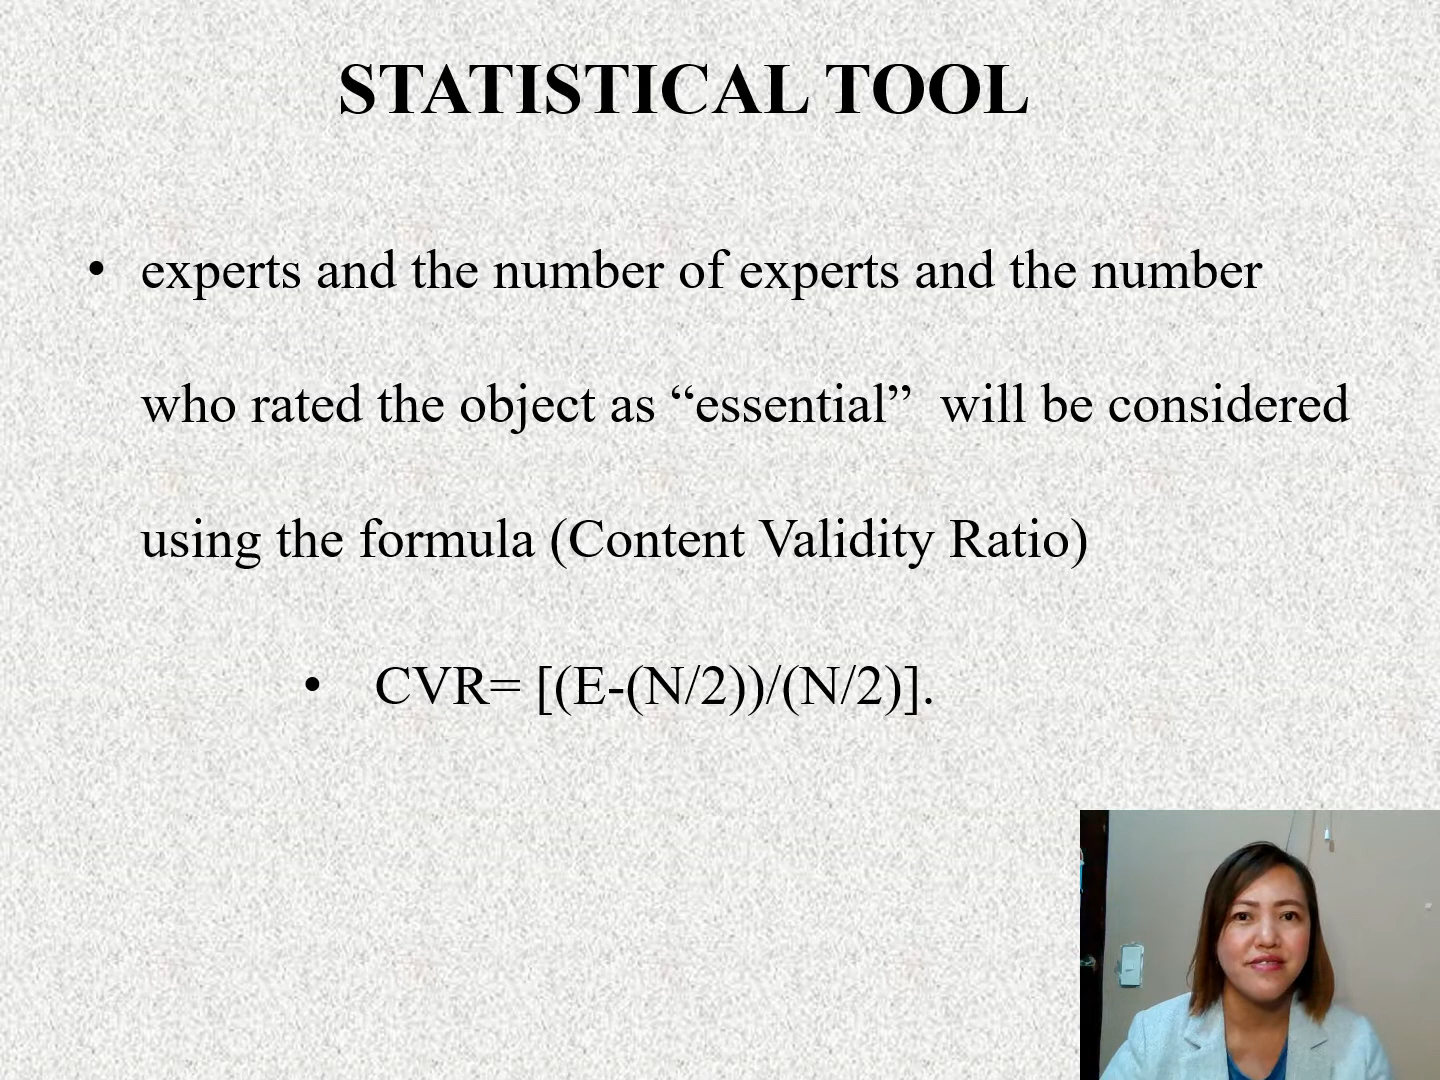 STATISTICAL TOOL
• experts and the number of experts and the number
who rated the object as “essential”  will be considered
using the formula (Content Validity Ratio)
• CVR= [(E-(N/2))/(N/2)].